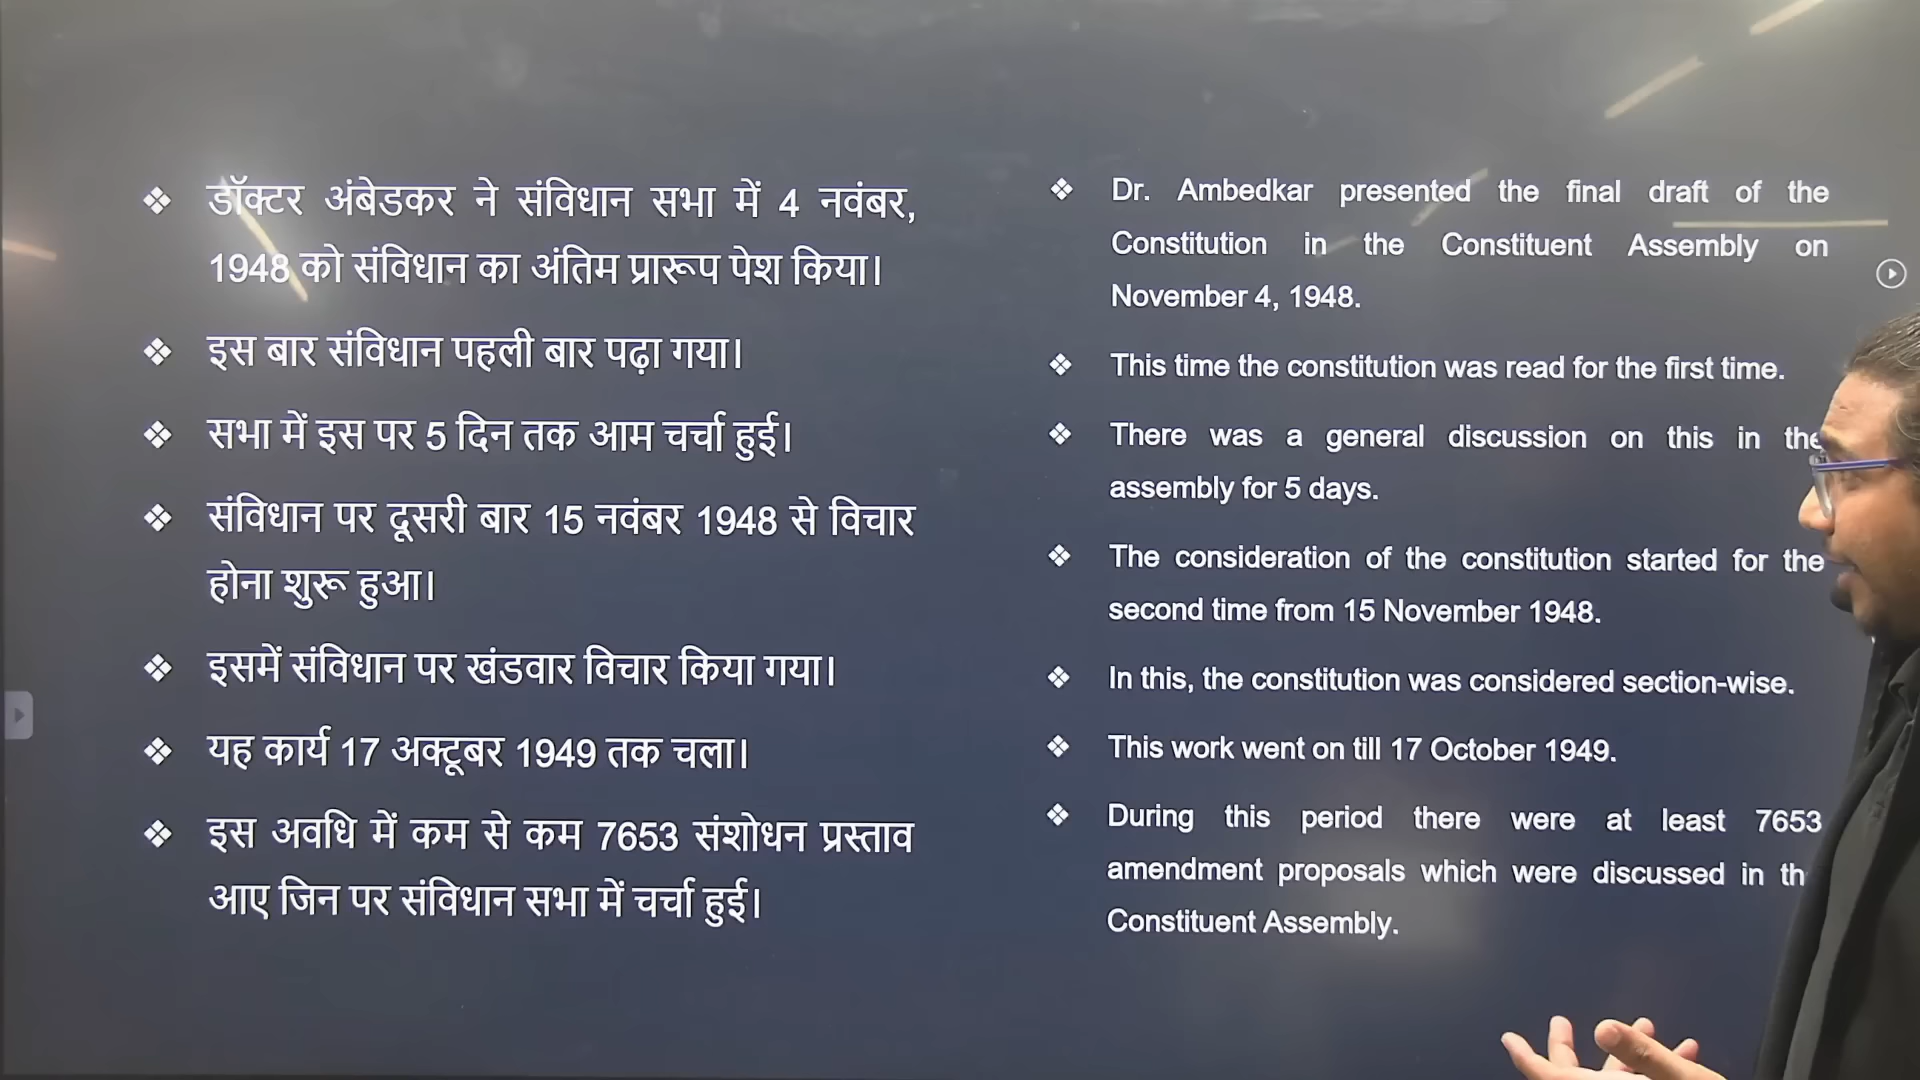 ❖ डॉक्टर अंबेडकर ने संविधान सभा में 4 नवंबर,
1948 को संविधान का अंतिम प्रारूप पेश किया।
❖ इस बार संविधान पहली बार पढ़ा गया।
❖ सभा में इस पर 5 दिन तक आम चर्चा हुई।
❖ संविधान पर दूसरी बार 15 नवंबर 1948 से विचार
होना शुरू हुआ।
❖ इसमें संविधान पर खंडवार विचार किया गया।
❖ यह कार्य 17 अक्टूबर 1949 तक चला।
❖ इस अवधि में कम से कम 7653 संशोधन प्रस्ताव
आए जिन पर संविधान सभा में चर्चा हुई।
❖ Dr. Ambedkar presented the final draft of the
Constitution in the Constituent Assembly on
November 4, 1948.
❖ This time the constitution was read for the first time.
❖ There was a general discussion on this in the
assembly for 5 days.
❖ The consideration of the constitution started for the
second time from 15 November 1948.
❖ In this, the constitution was considered section-wise.
❖ This work went on till 17 October 1949.
❖ During this period there were at least 7653
amendment proposals which were discussed in the
Constituent Assembly.